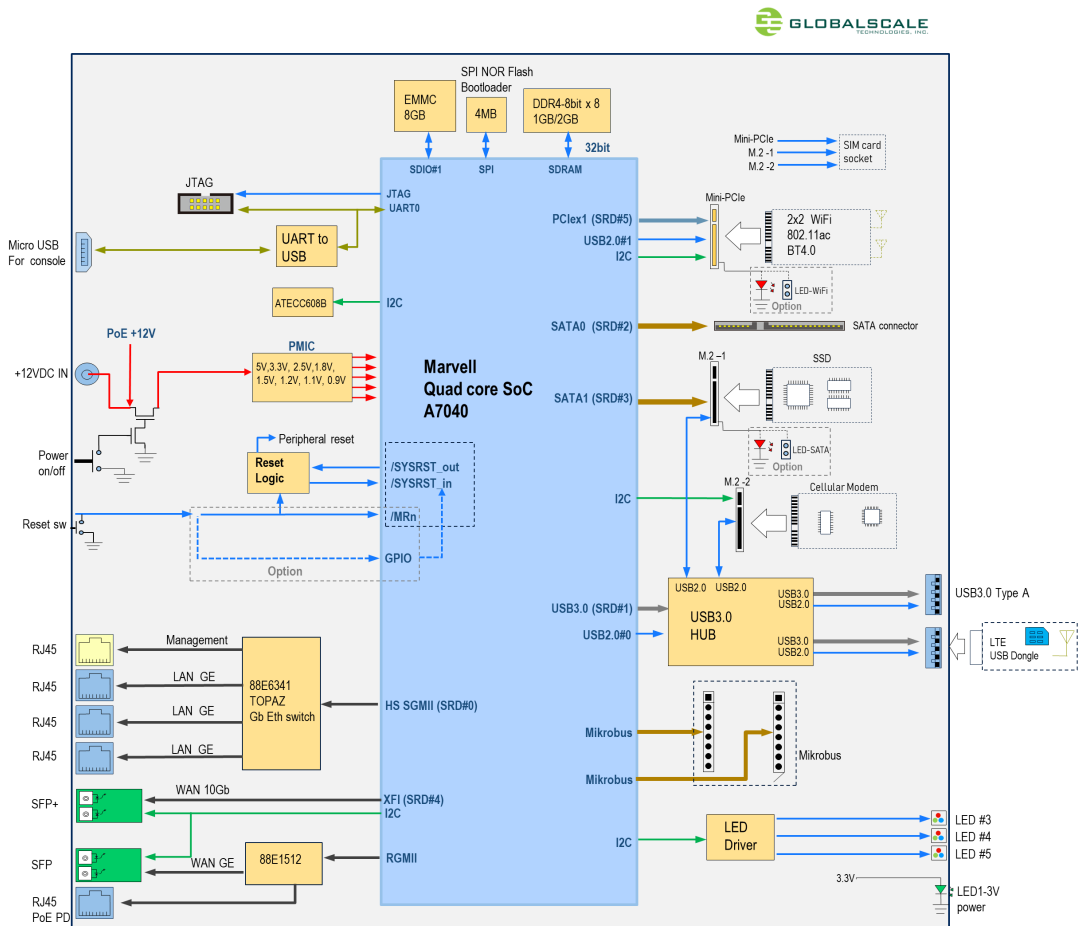 GLOBALSCALE
TECHNOLOGIES, INC.
SPI NOR Flash
Bootloader
EMMC
8GB
4MB
DDR4-8bit x 8
1GB/2GB
32bit
SDIO#1
SPI
SDRAM
Mini-PCIe
M.2 -1
M.2 -2
SIM card
socket
JTAG
JTAG
UART0
Micro USB
For console
UART to
USB
ATECC608B
I2C
PoE +12V
+12VDC IN
PMIC
5V,3.3V, 2.5V,1.8V,
1.5V, 1.2V, 1.1V, 0.9V
Marvell
Quad core SoC
A7040
Power
on/off
Peripheral reset
Reset
Logic
/SYSRST_out
/SYSRST_in
Reset sw
/MRn
GPIO
Option
Mini-PCIe
PCIex1 (SRD#5)
USB2.0#1
I2C
2x2 WiFi
802.11ac
BT4.0
LED-WiFi
Option
SATA0 (SRD#2)
SATA connector
M.2 –1
SSD
SATA1 (SRD#3)
LED-SATA
Option
M.2 -2
Cellular Modem
I2C
USB2.0
USB2.0
USB3.0 (SRD#1)
USB2.0#0
USB3.0
HUB
USB3.0
USB2.0
USB3.0 Type A
USB3.0
USB2.0
LTE
USB Dongle
RJ45
Management
RJ45
LAN GE
RJ45
LAN GE
RJ45
LAN GE
88E6341
TOPAZ
Gb Eth switch
HS SGMII (SRD#0)
Mikrobus
Mikrobus
Mikrobus
SFP+
WAN 10Gb
XFI (SRD#4)
I2C
SFP
WAN GE
88E1512
RGMII
RJ45
PoE PD
I2C
LED
Driver
LED #3
LED #4
LED #5
3.3V
LED1-3V
power